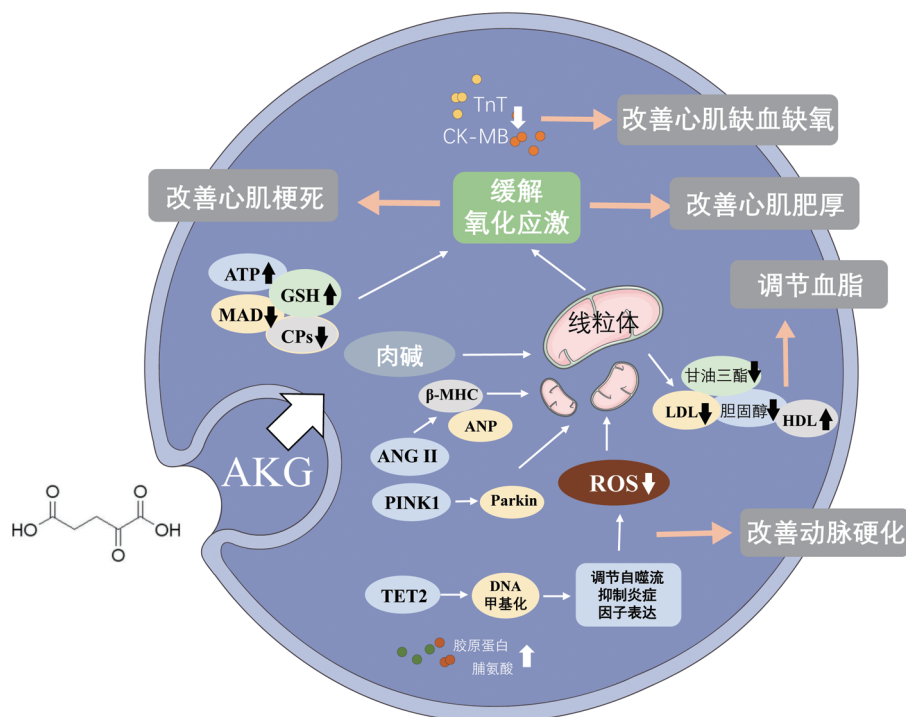 TnT
CK-MB
改善心肌缺血缺氧
改善心肌梗死
缓解
氧化应激
改善心肌肥厚
ATP
GSH
MAD
CPs
调节血脂
线粒体
肉碱
甘油三酯
LDL
胆固醇
HDL
β-MHC
ANP
ANG II
AKG
PINK1
Parkin
ROS
改善动脉硬化
O
O
HO
OH
O
TET2
DNA
甲基化
调节自噬流
抑制炎症
因子表达
胶原蛋白
脯氨酸